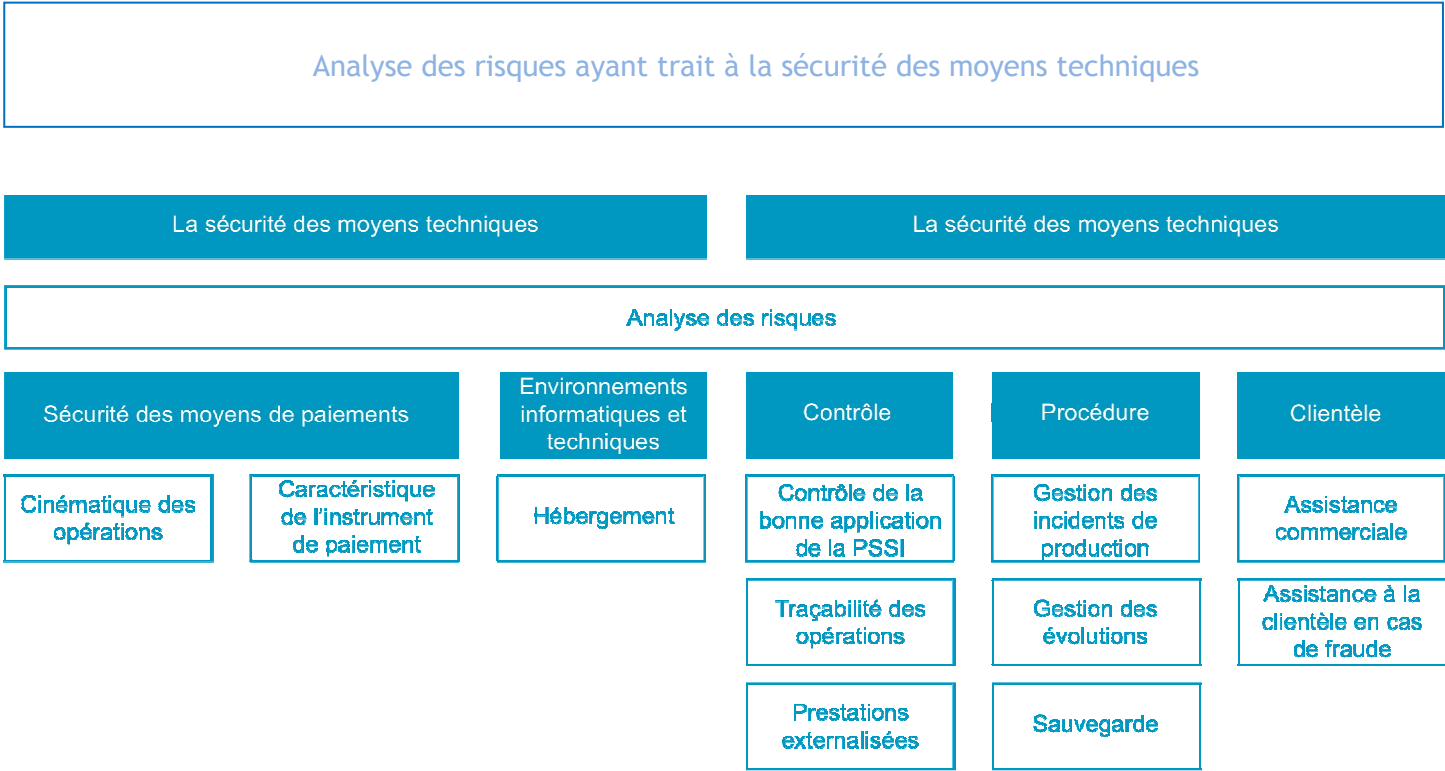 Analyse des risques ayant trait à la sécurité des moyens techniques
La sécurité des moyens techniques
La sécurité des moyens techniques
Analyse des risques
Sécurité des moyens de paiements
Environnements
informatiques et
techniques
Contrôle
Procédure
Clientèle
Cinématique des
opérations
Caractéristique
de l'instrument
de paiement
Hébergement
Contrôle de la
bonne application
de la PSSI
Gestion des
incidents de
production
Assistance
commerciale
Traçabilité des
opérations
Gestion des
évolutions
Assistance à la
clientèle en cas
de fraude
Prestations
externalisées
Sauvegarde